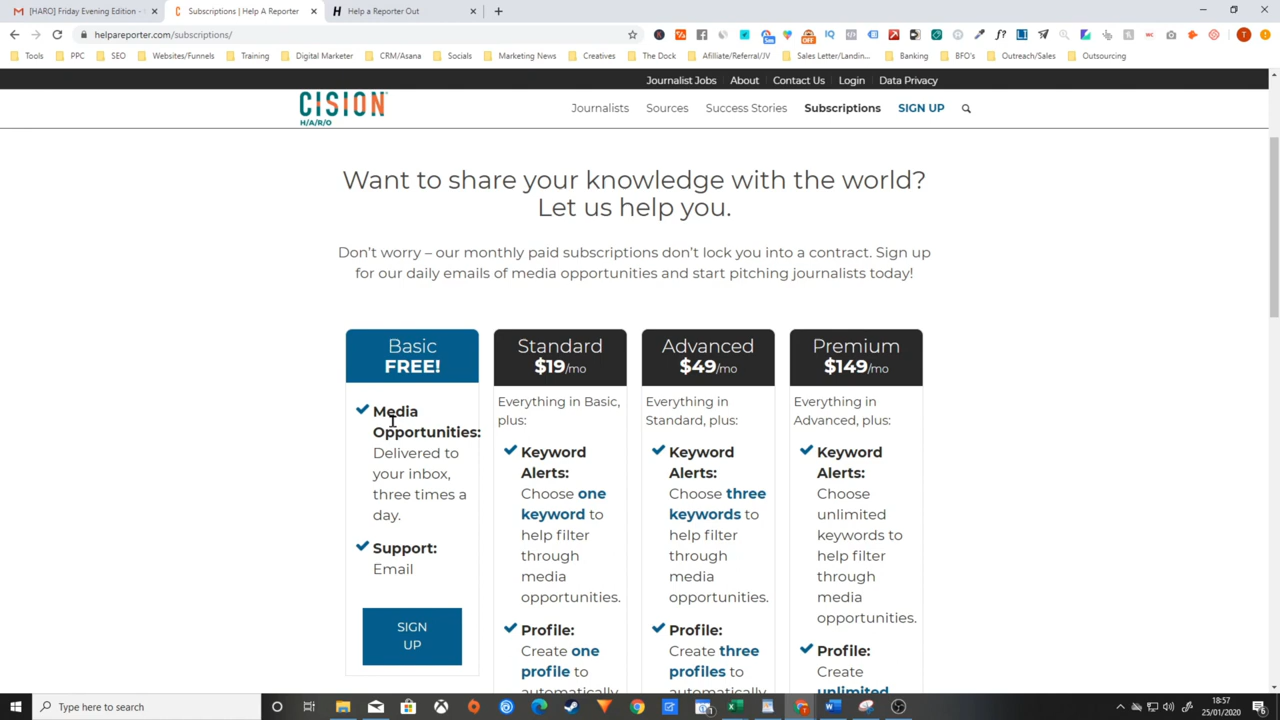 [HARO] Friday Evening Edition -
Subscriptions | Help A Reporter
Help a Reporter Out
helpareporter.com/subscriptions/
Tools
PPC
SEO
Websites/Funnels
Training
Digital Marketer
CRM/Asana
Socials
Marketing News
Creatives
The Dock
Afilliate/Referral/JV
Sales Letter/Landin...
Banking
BFO's
Outreach/Sales
Outsourcing
Journalist Jobs
About
Contact Us
Login
Data Privacy
CISION
H/A/R/O
Journalists
Sources
Success Stories
Subscriptions
SIGN UP
Want to share your knowledge with the world?
Let us help you.
Don't worry – our monthly paid subscriptions don't lock you into a contract. Sign up
for our daily emails of media opportunities and start pitching journalists today!
Basic
FREE!
Media
Opportunities:
Delivered to
your inbox,
three times a
day.
Support:
Email
SIGN
UP
Standard
$19/mo
Everything in Basic,
plus:
Keyword
Alerts:
Choose one
keyword to
help filter
through
media
opportunities.
Profile:
Create one
profile to
automatically
Advanced
$49/mo
Everything in
Standard, plus:
Keyword
Alerts:
Choose three
keywords to
help filter
through
media
opportunities.
Profile:
Create three
profiles to
automatically
Premium
$149/mo
Everything in
Advanced, plus:
Keyword
Alerts:
Choose
unlimited
keywords to
help filter
through
media
opportunities.
Profile:
Create
unlimited
Type here to search
18:57
25/01/2020